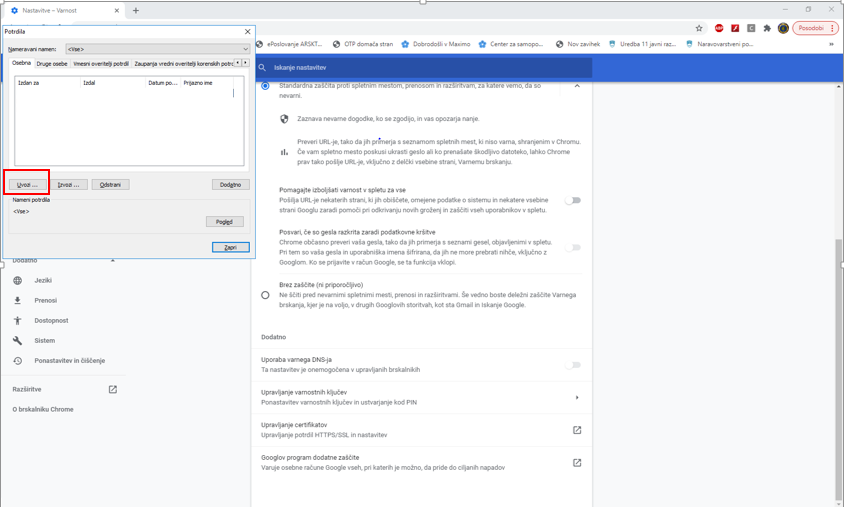 Nastavitve – Varnost
Posodobi
ePoslovanje ARSKT...
OTP domača stran
Dobrodošli v Maximo
Center za samopo...
Nov zavihek
Uredba 11 javni raz...
Naravovarstveni po...
Potrdila
Nameravani namen:
<Vse>
Osebna
Druge osebe
Vmesni overitelji potrdil
Zaupanja vredni overitelji korenskih potrd
Izdan za
Izdal
Datum po...
Prijazno ime
Uvozi ...
Izvozi ...
Odstrani
Dodatno
Nameni potrdila
<Vse>
Pogled
Zapri
Dodatno
Jeziki
Prenosi
Dostopnost
Sistem
Ponastavitev in čiščenje
Razširitve
O brskalniku Chrome
Iskanje nastavitev
Standardna zaščita proti spletnim mestom, prenosom in razširitvam, za katere vemo, da so
nevarni.
Zaznava nevarne dogodke, ko se zgodijo, in vas opozarja nanje.
Preveri URL-je, tako da jih primerja s seznamom spletnih mest, ki niso varna, shranjenim v Chromu.
Če vam spletno mesto poskusi ukrasti geslo ali ko prenašate škodljivo datoteko, lahko Chrome
prav tako pošlje URL-je, vključno z delčki vsebine strani, Varnemu brskanju.
Pomagajte izboljšati varnost v spletu za vse
Pošilja URL-je nekaterih strani, ki jih obiščete, omejene podatke o sistemu in nekatere vsebine
strani Googlu zaradi pomoči pri odkrivanju novih groženj in zaščiti vseh uporabnikov v spletu.
Posvari, če so gesla razkrita zaradi podatkovne kršitve
Chrome občasno preveri vaša gesla, tako da jih primerja s seznami gesel, objavljenimi v spletu.
Pri tem so vaša gesla in uporabniška imena šifrirana, da jih ne more prebrati nihče, vključno z
Googlom. Ko se prijavite v račun Google, se ta funkcija vklopi.
Brez zaščite (ni priporočljivo)
Ne ščiti pred nevarnimi spletnimi mesti, prenosi in razširitvami. Še vedno boste deležni zaščite Varnega
brskanja, kjer je na voljo, v drugih Googlovih storitvah, kot sta Gmail in Iskanje Google.
Dodatno
Uporaba varnega DNS-ja
Ta nastavitev je onemogočena v upravljanih brskalnikih
Upravljanje varnostnih ključev
Ponastavitev varnostnih ključev in ustvarjanje kod PIN
Upravljanje certifikatov
Upravljanje potrdil HTTPS/SSL in nastavitev
Googlov program dodatne zaščite
Varuje osebne račune Google vseh, pri katerih je možno, da pride do ciljanih napadov